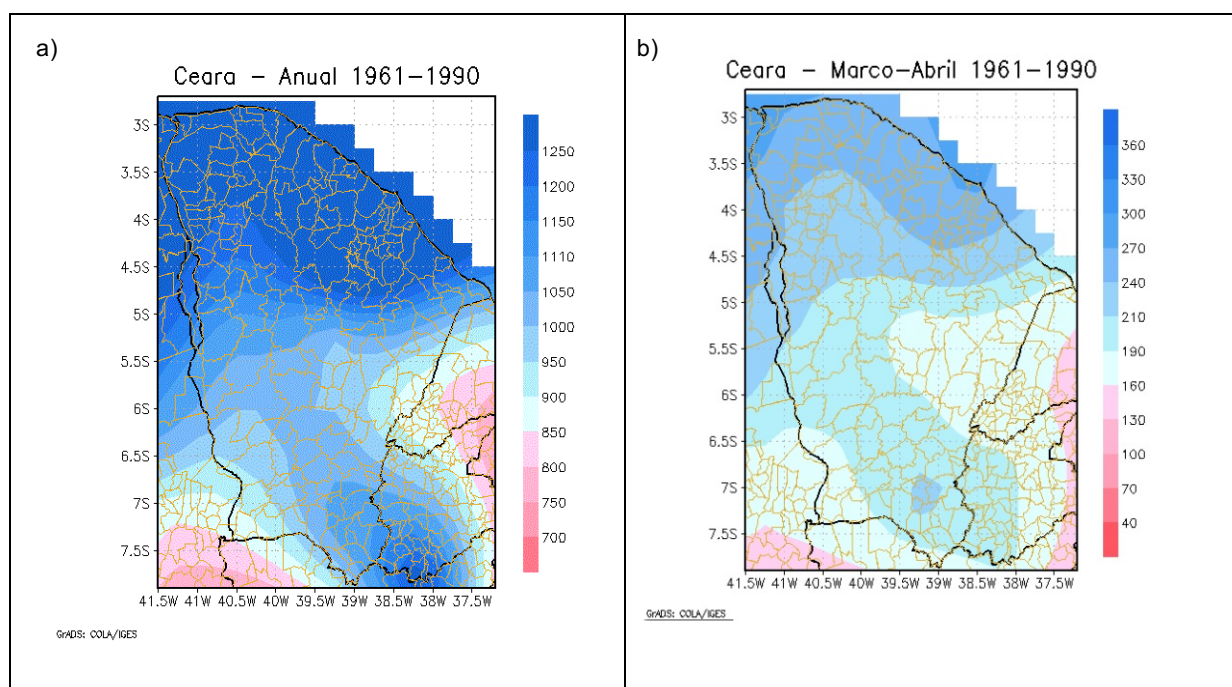 a)
Ceara – Anual 1961–1990
3S
3.5S
4S
4.5S
5S
5.5S
6S
6.5S
7S
7.5S
41.5W 41W 40.5W 40W 39.5W 39W 38.5W 38W 37.5W
1250
1200
1150
1110
1050
1000
950
900
850
800
750
700
GrADS: COLA/IGES
b)
Ceara – Marco–Abril 1961–1990
3S
3.5S
4S
4.5S
5S
5.5S
6S
6.5S
7S
7.5S
41.5W 41W 40.5W 40W 39.5W 39W 38.5W 38W 37.5W
360
330
300
270
240
210
190
160
130
100
70
40
GrADS: COLA/IGES